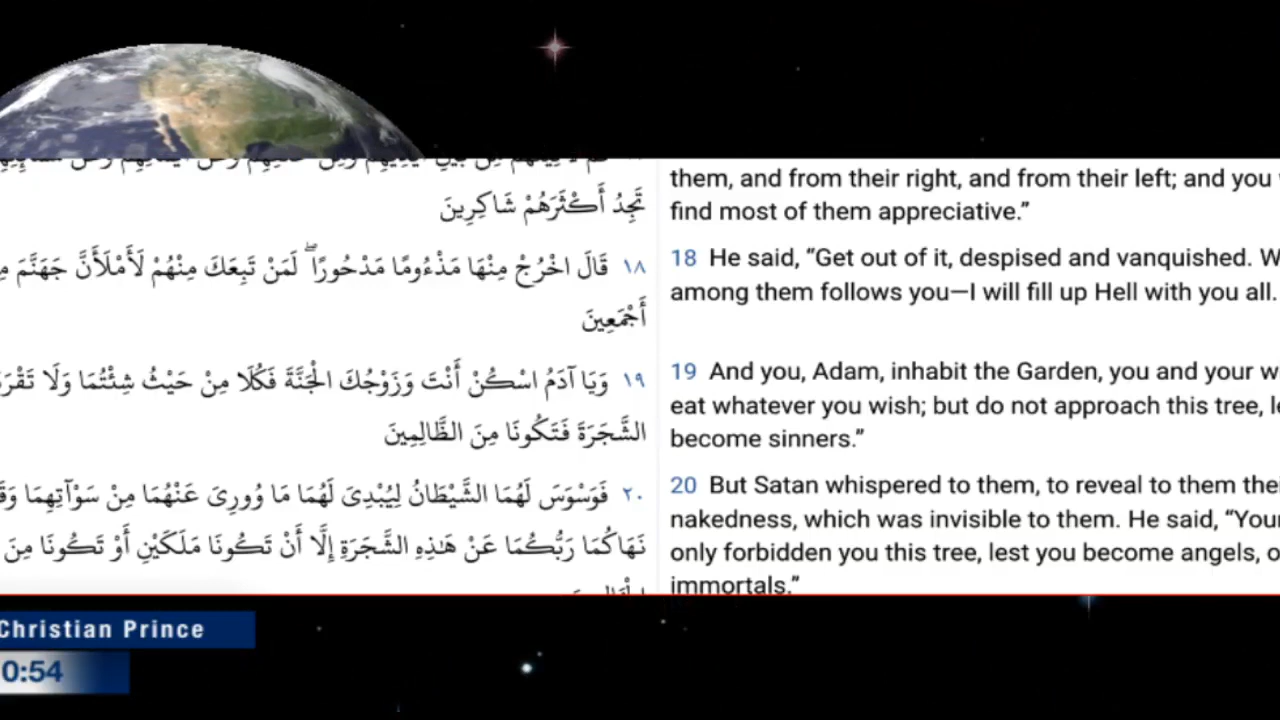 تَجِدُ أَكْثَرَهُمْ شَاكِرِينَ
١٨ قَالَ اخْرُجْ مِنْهَا مَذْءُومًا مَدْحُورًا ۖ لَمَنْ تَبِعَكَ مِنْهُمْ لَأَمْلَأَنَّ جَهَنَّمَ
أَجْمَعِينَ
١٩ وَيَا آدَمُ اسْكُنْ أَنْتَ وَزَوْجُكَ الْجَنَّةَ فَكُلَا مِنْ حَيْثُ شِئْتُمَا وَلَا
الشَّجَرَةَ فَتَكُونَا مِنَ الظَّالِمِينَ
٢٠ فَوَسْوَسَ لَهُمَا الشَّيْطَانُ لِيُبْدِيَ لَهُمَا مَا وُورِيَ عَنْهُمَا مِنْ سَوْآتِهِمَا
نَهَاكُمَا رَبُّكُمَا عَنْ هَٰذِهِ الشَّجَرَةِ إِلَّا أَنْ تَكُونَا مَلَكَيْنِ أَوْ تَكُونَا مِنَ
them, and from their right, and from their left; and you
find most of them appreciative.”
18 He said, “Get out of it, despised and vanquished.
among them follows you—I will fill up Hell with you all.
19 And you, Adam, inhabit the Garden, you and your
eat whatever you wish; but do not approach this tree,
become sinners.”
20 But Satan whispered to them, to reveal to them
nakedness, which was invisible to them. He said,
only forbidden you this tree, lest you become angels,
immortals.”
Christian Prince
0:54